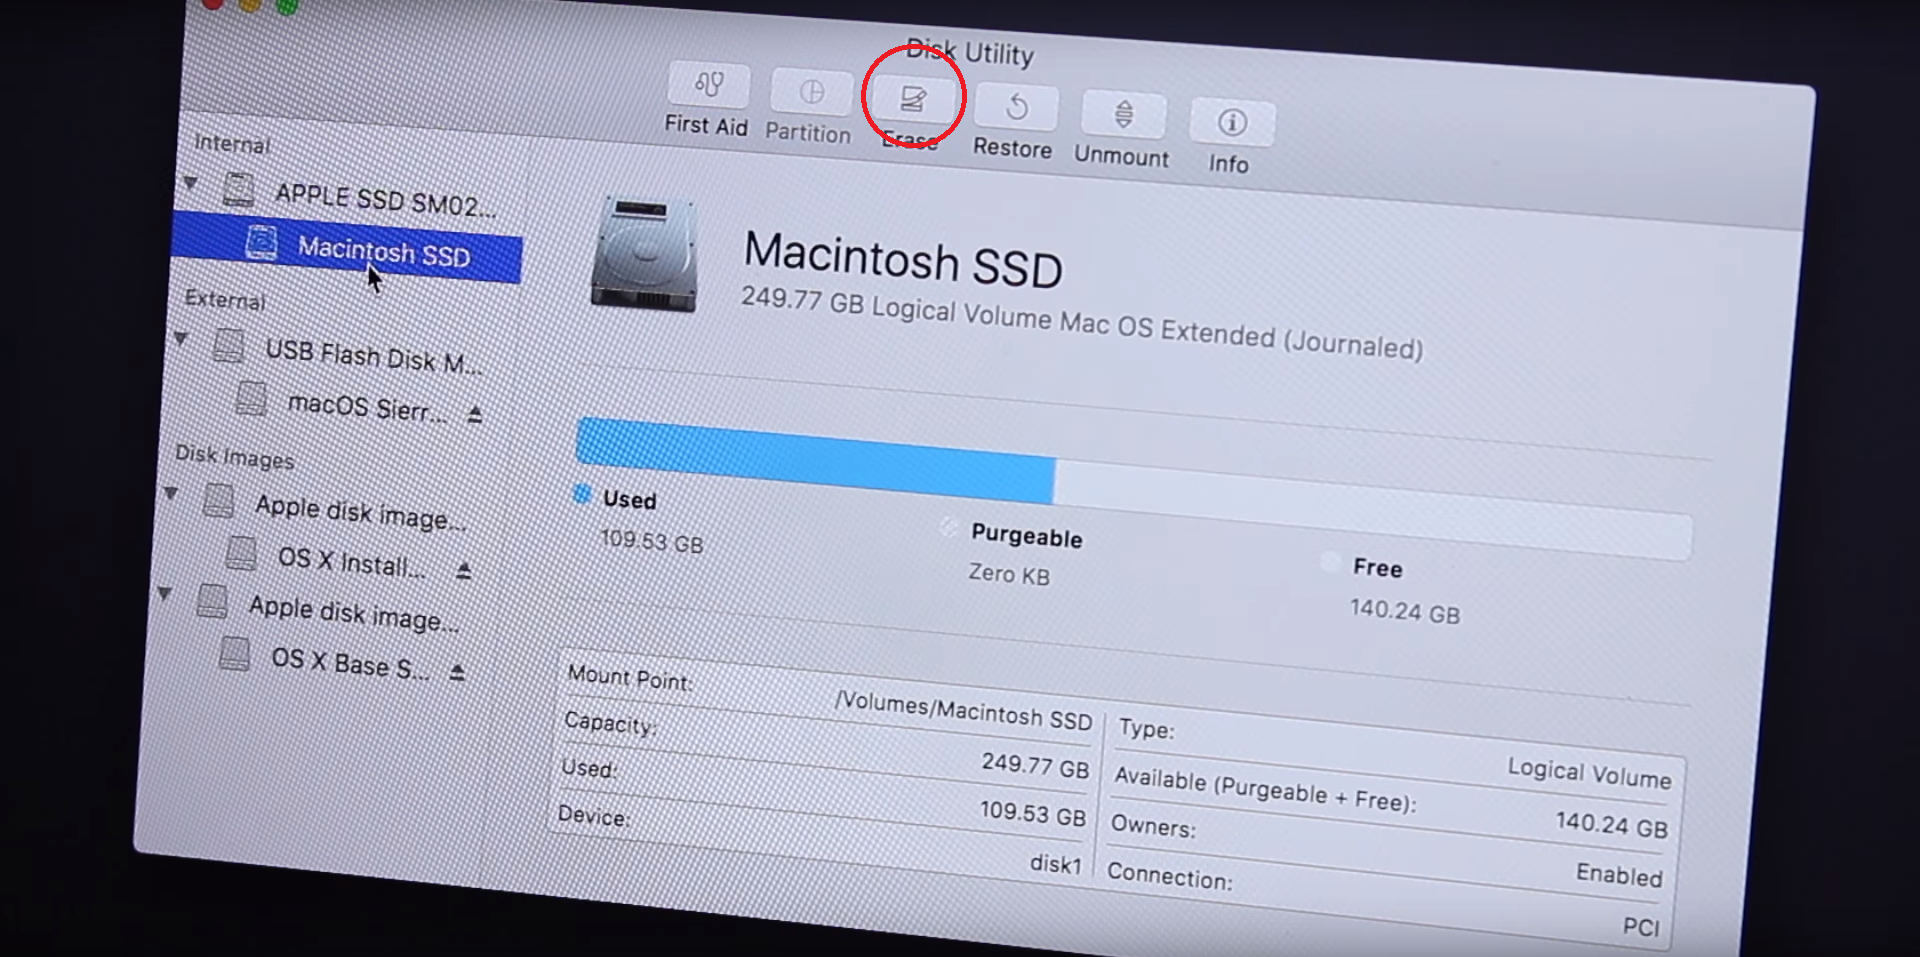 Disk Utility
First Aid
Partition
Erase
Restore
Unmount
Info
Internal
APPLE SSD SM02...
Macintosh SSD
External
USB Flash Disk M...
macOS Sierr...
Disk Images
Apple disk image...
OS X Install...
Apple disk image...
OS X Base S...
Macintosh SSD
249.77 GB Logical Volume Mac OS Extended (Journaled)
Used
109.53 GB
Purgeable
Zero KB
Free
140.24 GB
Mount Point: /Volumes/Macintosh SSD
Capacity: 249.77 GB
Used: 109.53 GB
Device: disk1
Type: Logical Volume
Available (Purgeable + Free): 140.24 GB
Owners: Enabled
Connection: PCI